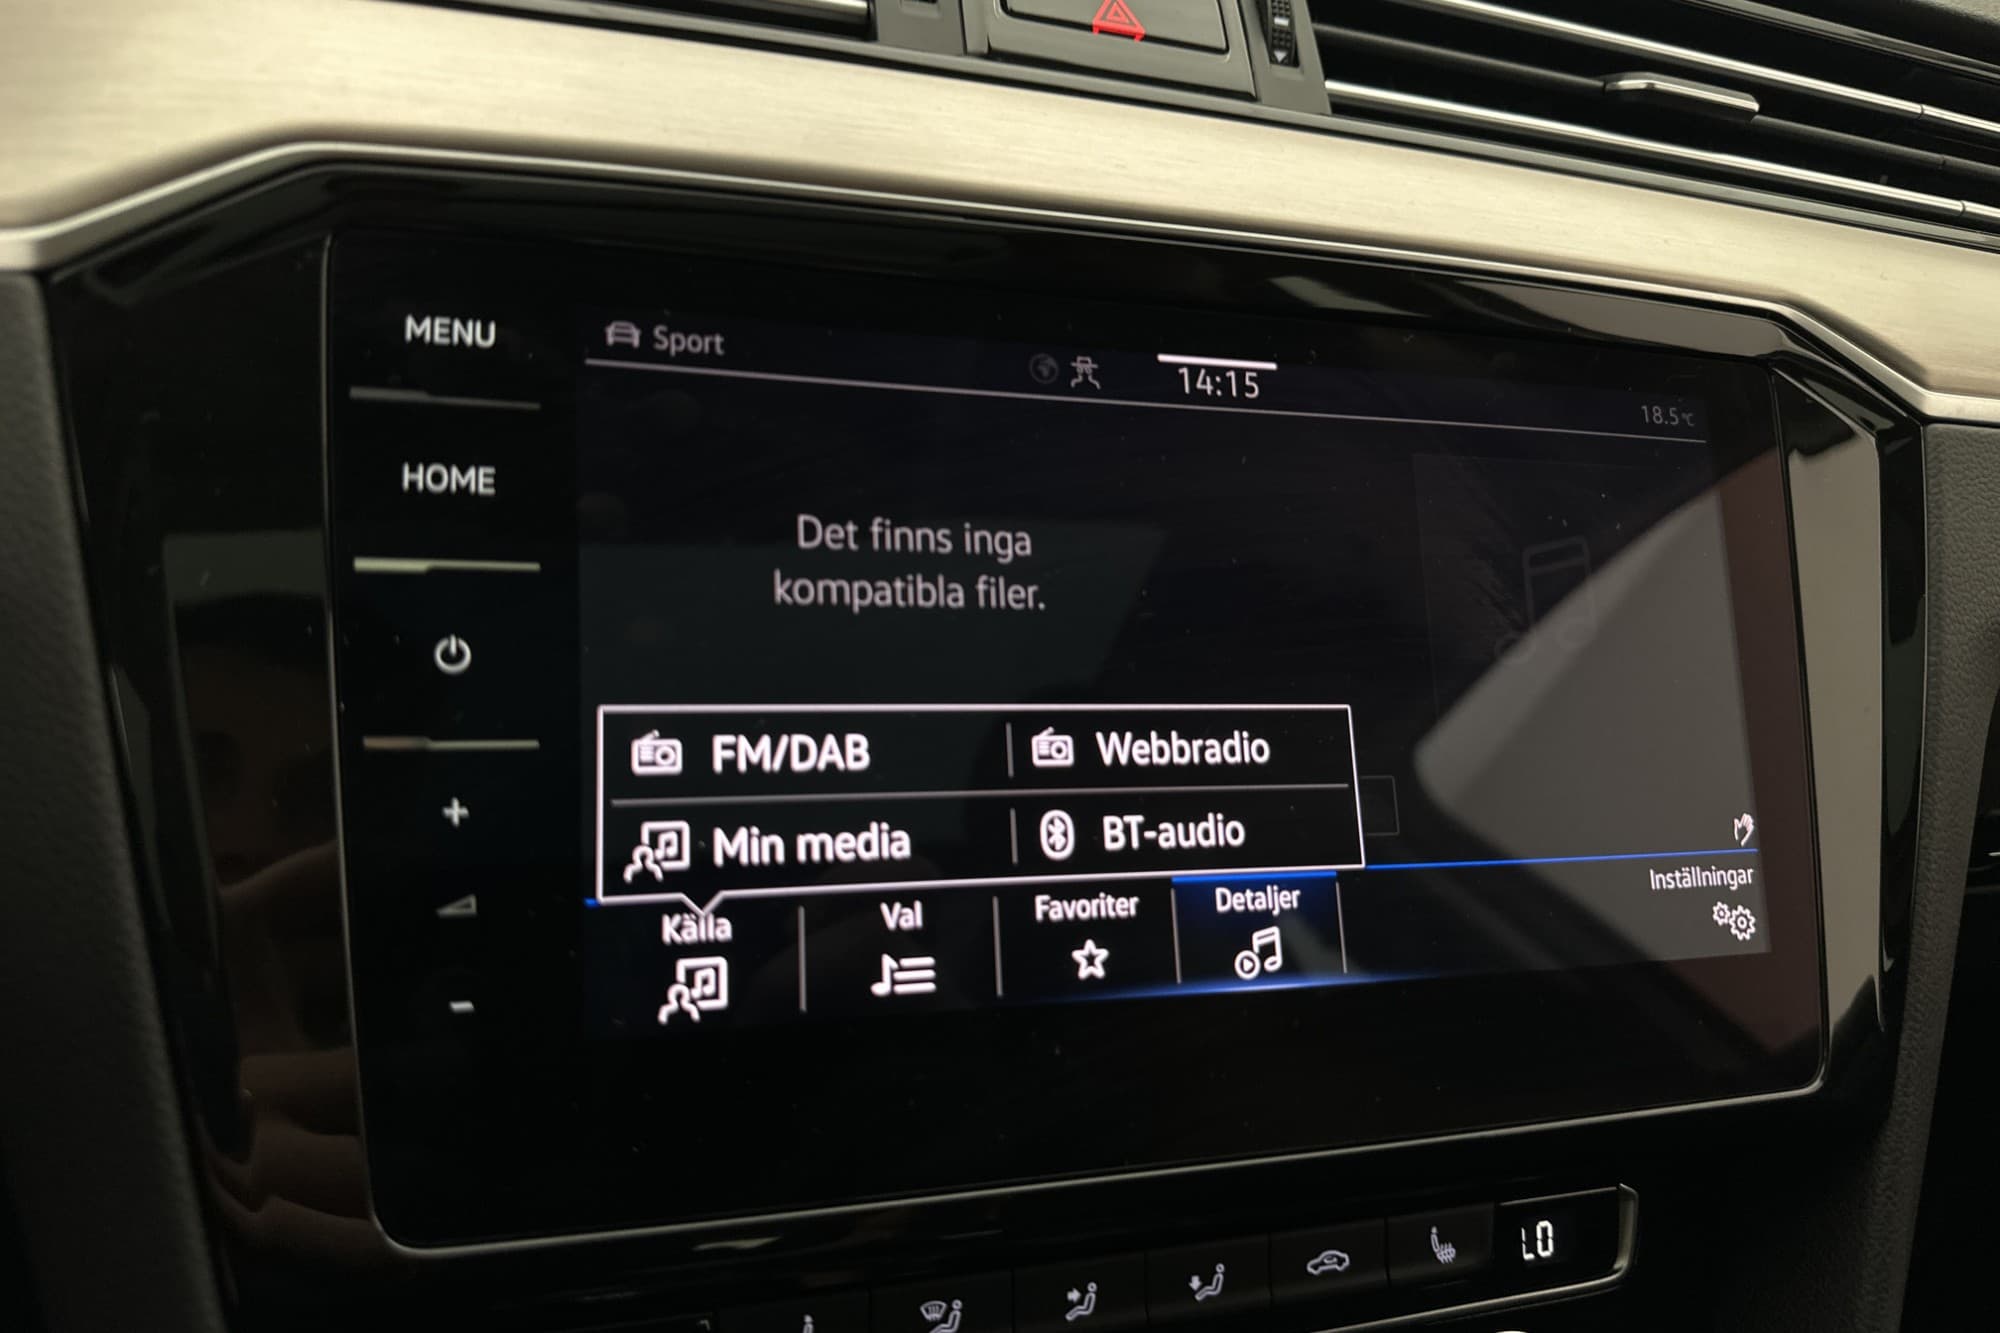 MENU
Sport
14:15
18.5°C
HOME
Det finns inga
kompatibla filer.
FM/DAB
Webbradio
Min media
BT-audio
Källa
Val
Favoriter
Detaljer
Inställningar
LO